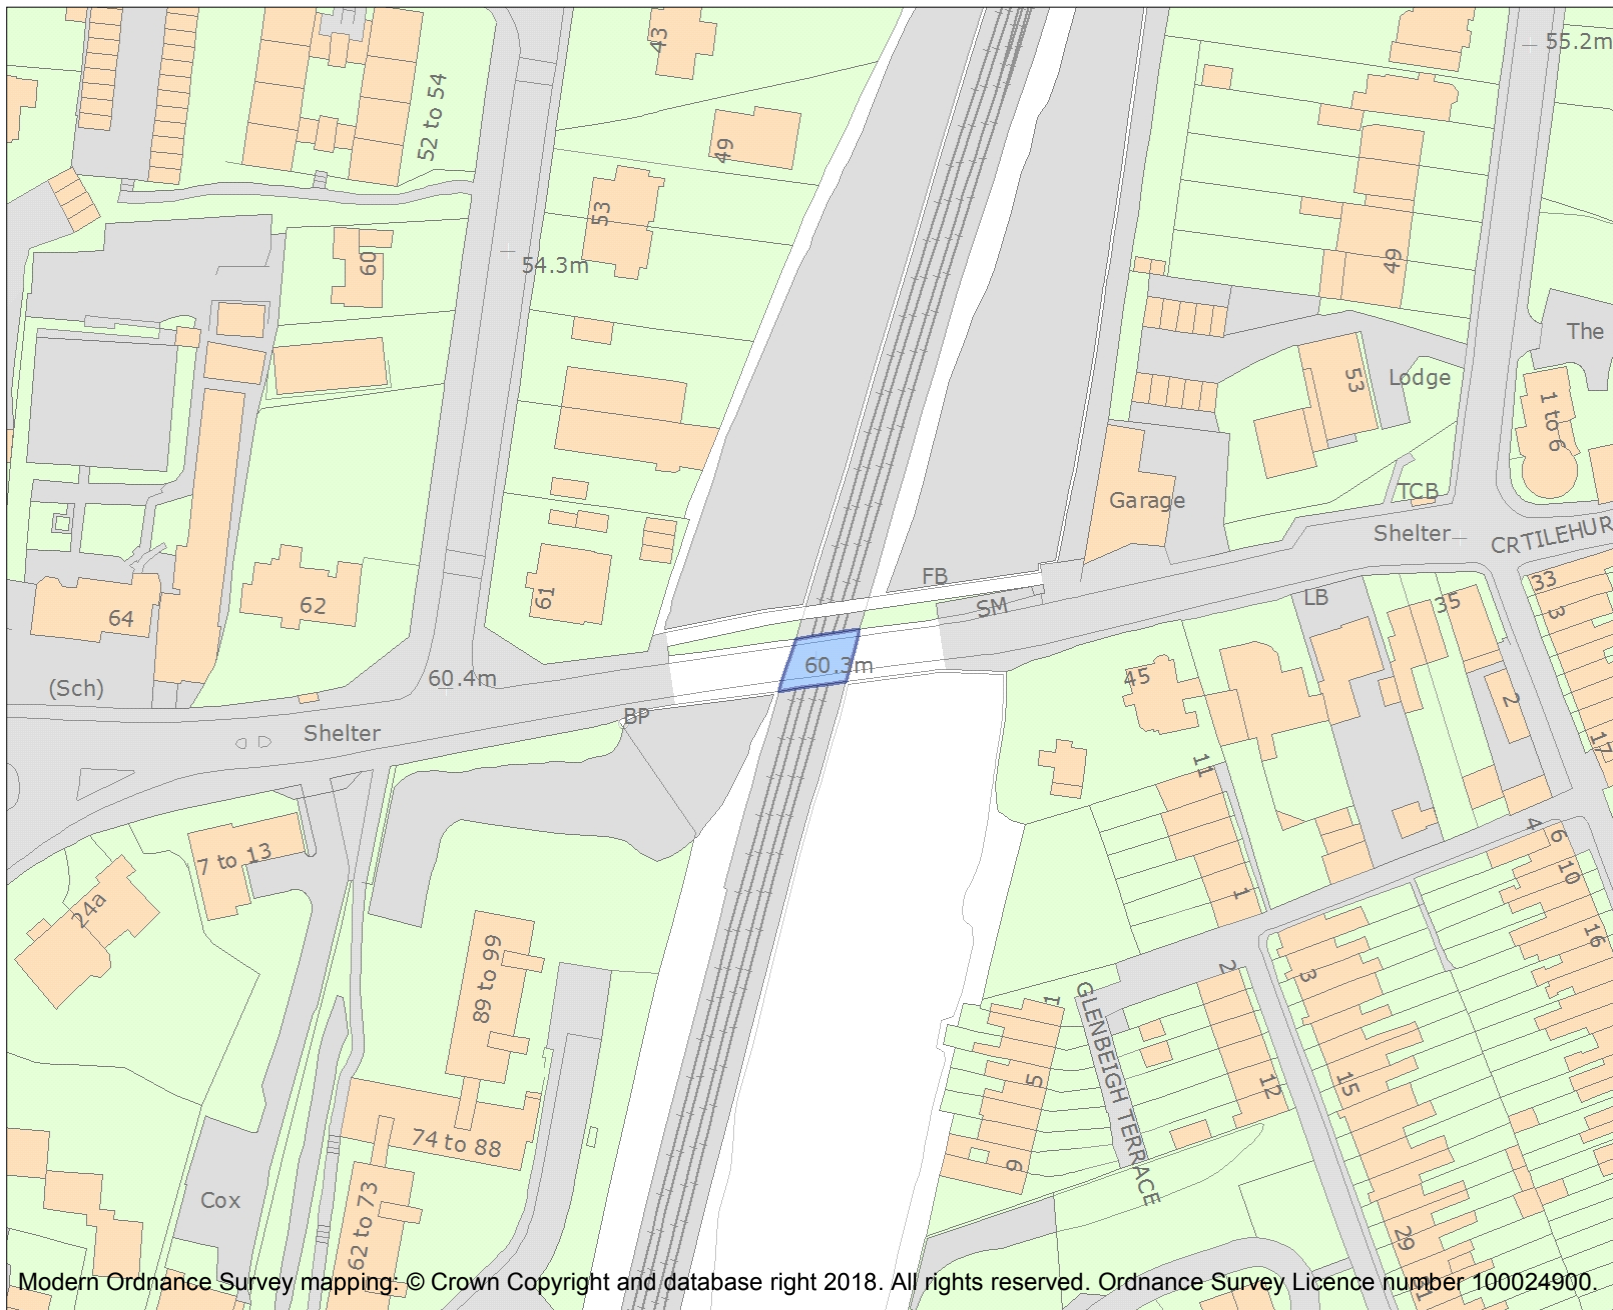 43
55.2m
52 to 54
49
53
60
54.3m
49
The
53
Lodge
1 to 6
TCB
Garage
Shelter
CR
TILEHUR
FB
SM
LB
35
33
3
61
62
64
60.3m
60.4m
(Sch)
45
2
BP
Shelter
11
17
7 to 13
24a
1
4
6
10
16
89 to 99
2
3
1
GLENBEIGH TERRACE
5
12
15
74 to 88
9
Cox
62 to 73
29
31
Modern Ordnance Survey mapping: © Crown Copyright and database right 2018. All rights reserved. Ordnance Survey Licence number 100024900.